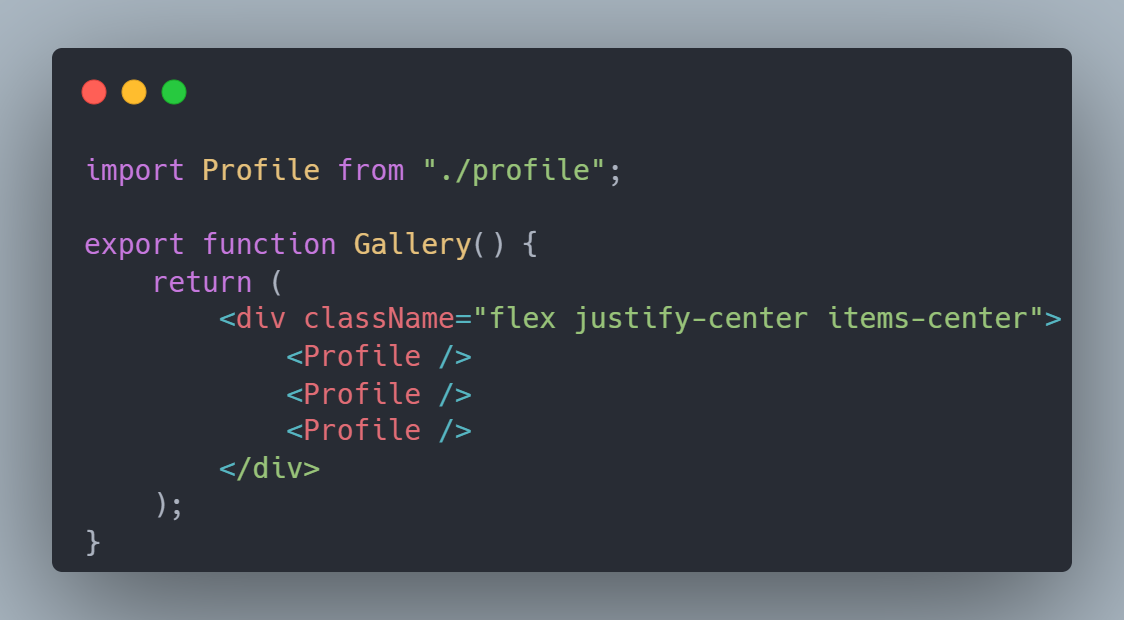 import Profile from "./profile";
export function Gallery() {
    return (
        <div className="flex justify-center items-center">
            <Profile />
            <Profile />
            <Profile />
        </div>
    );
}